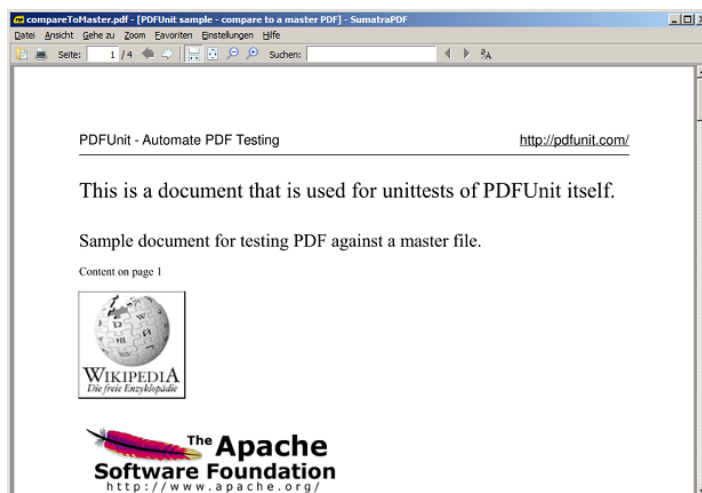 compareToMaster.pdf - [PDFUnit sample - compare to a master PDF] - SumatraPDF
Datei Ansicht Gehe zu Zoom Favoriten Einstellungen Hilfe
Seite: 1 / 4 Suchen: ªA
PDFUnit - Automate PDF Testing http://pdfunit.com/
This is a document that is used for unittests of PDFUnit itself.
Sample document for testing PDF against a master file.
Content on page 1
WIKIPEDIA
Die freie Enzyklopädie
The Apache
Software Foundation
http://www.apache.org/